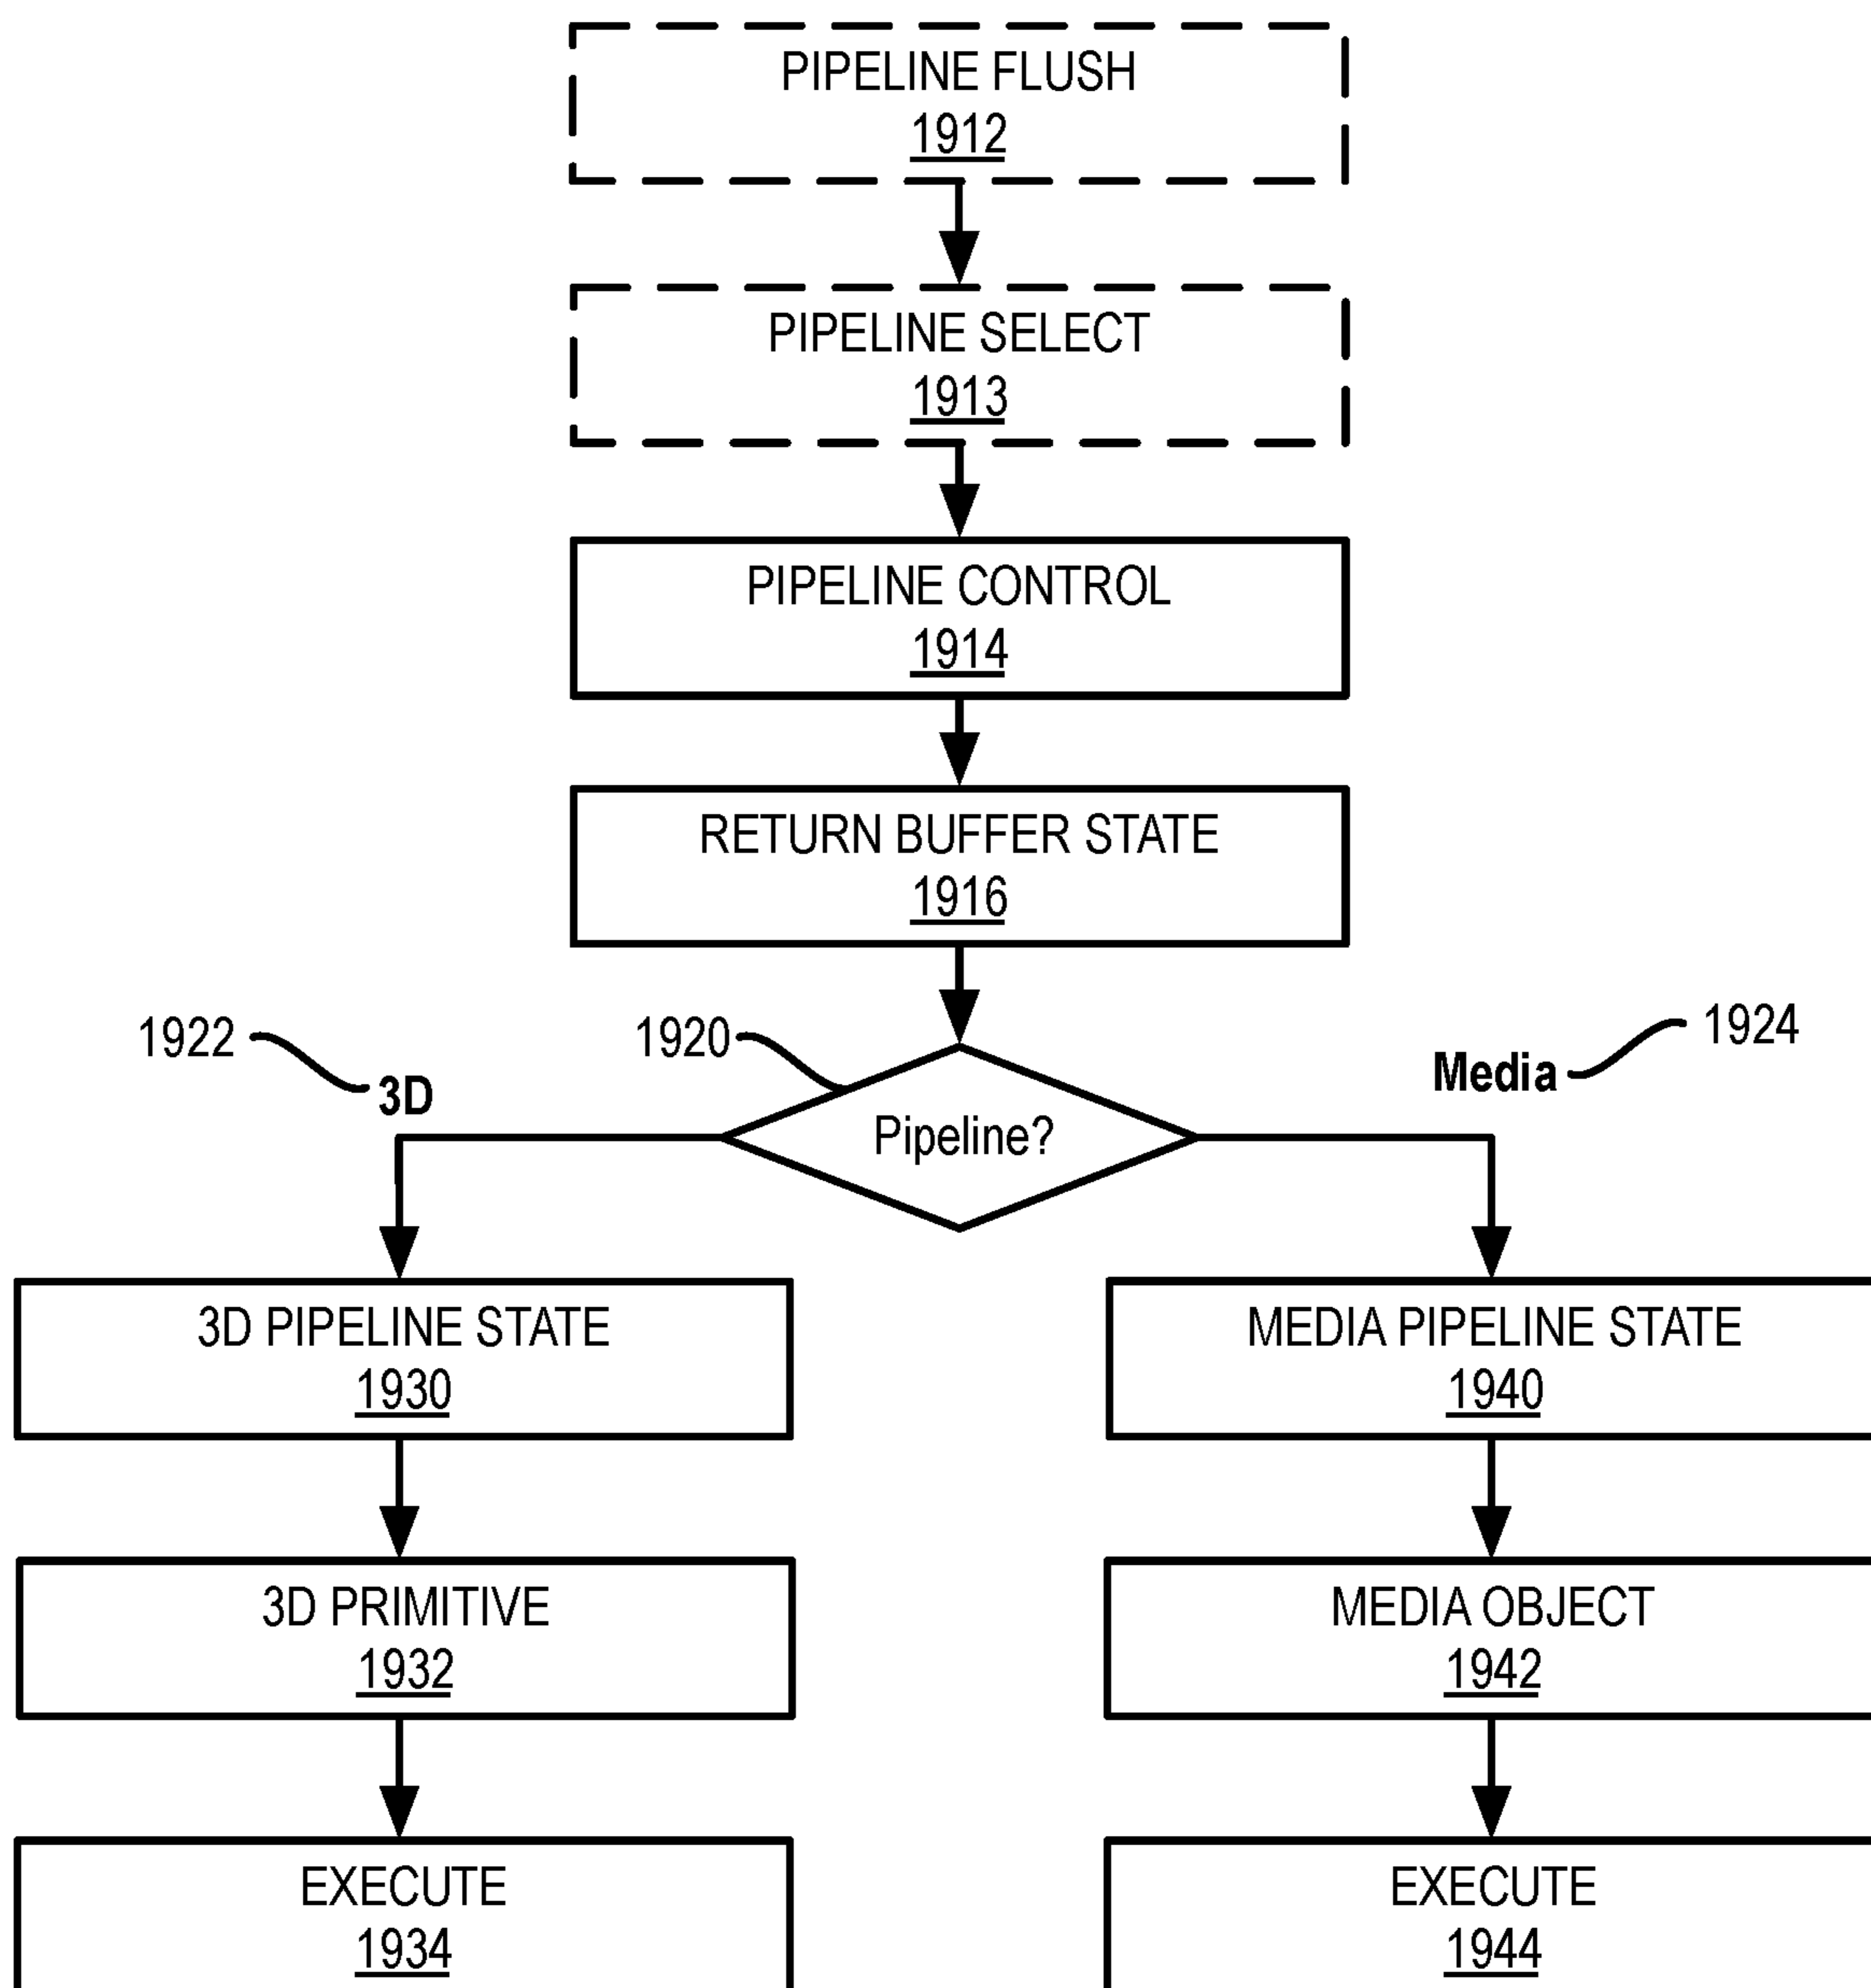 PIPELINE FLUSH
1912
PIPELINE SELECT
1913
PIPELINE CONTROL
1914
RETURN BUFFER STATE
1916
1922
1920
1924
3D
Media
Pipeline?
3D PIPELINE STATE
1930
MEDIA PIPELINE STATE
1940
3D PRIMITIVE
1932
MEDIA OBJECT
1942
EXECUTE
1934
EXECUTE
1944